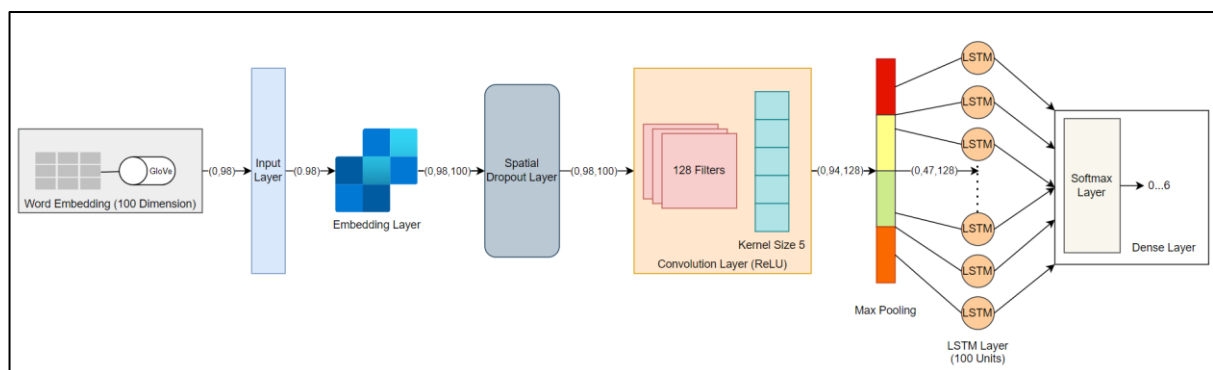 GloVe
Word Embedding (100 Dimension)
(0,98)
Input
Layer
(0.98)
Embedding Layer
(0,98,100)
Spatial
Dropout Layer
(0,98,100)
128 Filters
Kernel Size 5
Convolution Layer (ReLU)
(0,94,128)
Max Pooling
(0,47,128)
LSTM
LSTM
LSTM
LSTM
LSTM
LSTM
LSTM Layer
(100 Units)
Softmax
Layer
0...6
Dense Layer